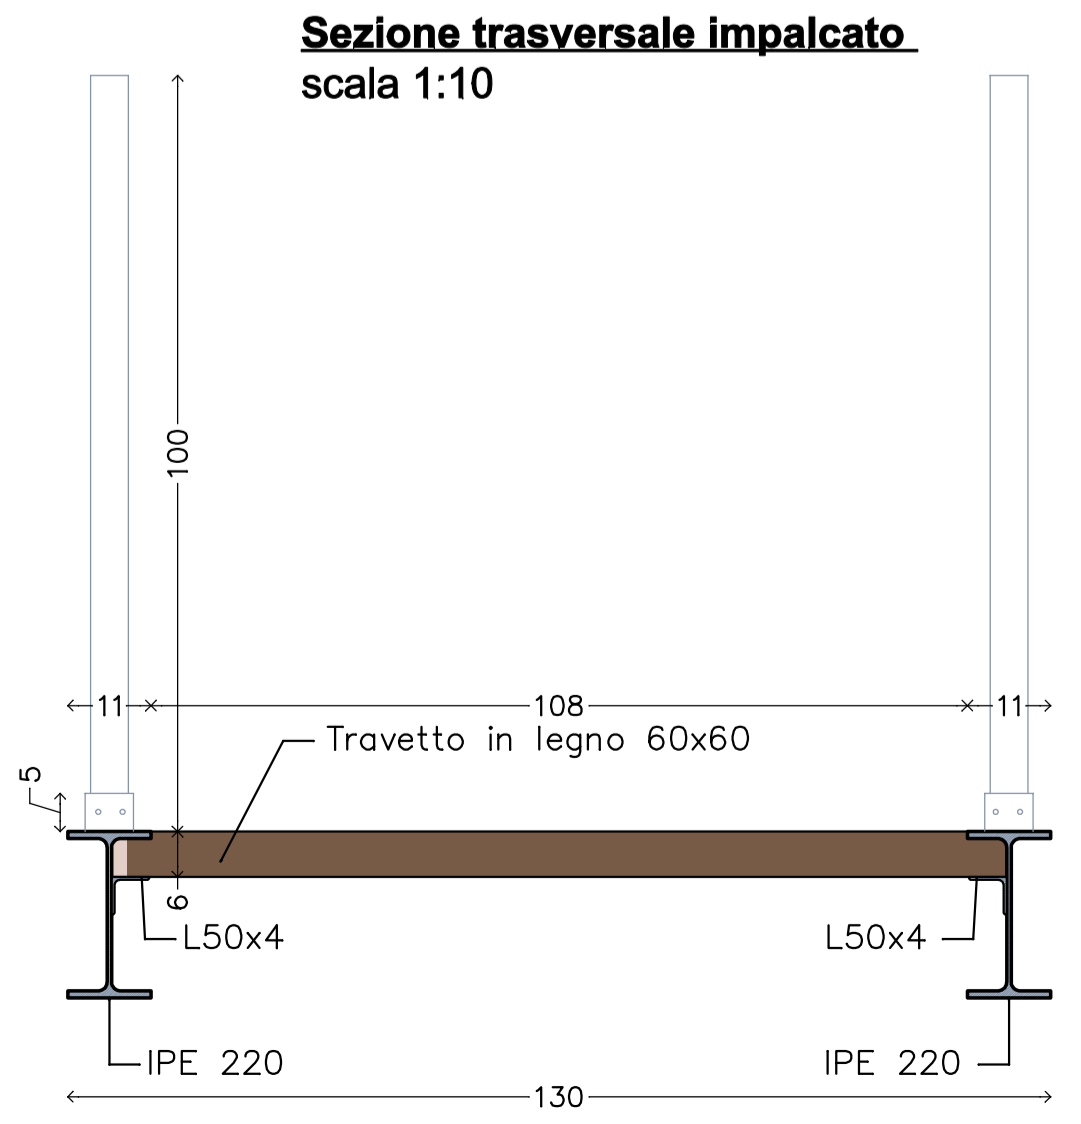 Sezione trasversale impalcato
scala 1:10
100
11
108
11
Travetto in legno 60x60
5
6
L50x4
L50x4
IPE 220
IPE 220
130